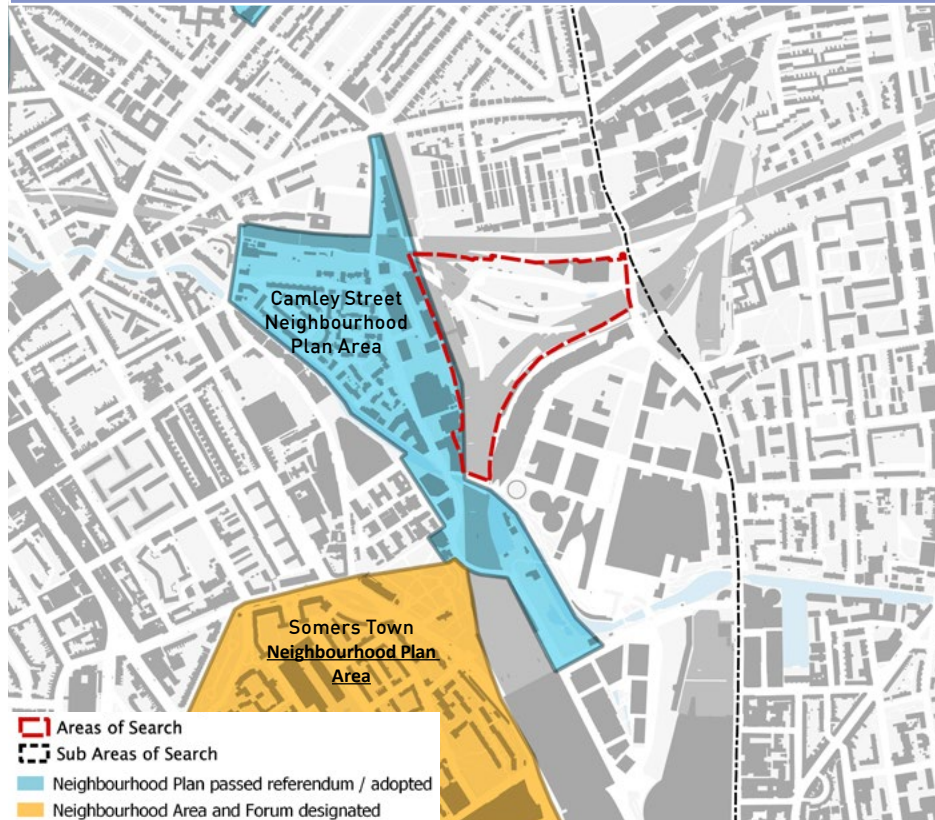 Camley Street
Neighbourhood
Plan Area
Somers Town
Neighbourhood Plan
Area
Areas of Search
Sub Areas of Search
Neighbourhood Plan passed referendum / adopted
Neighbourhood Area and Forum designated